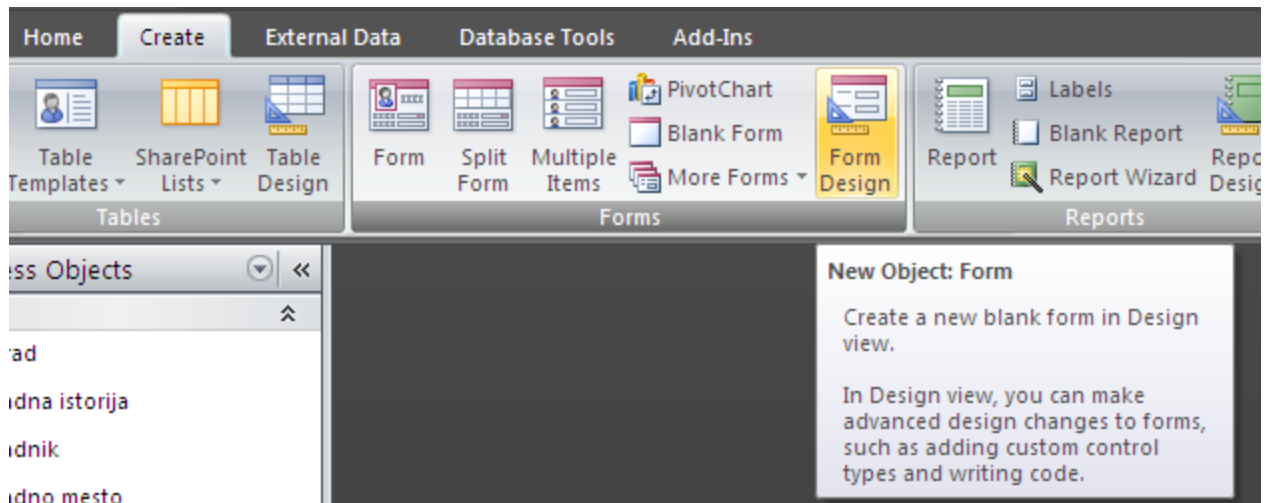 Home Create External Data Database Tools Add-Ins
Table Templates
SharePoint Lists
Table Design
Form
Split Form
Multiple Items
PivotChart
Blank Form
More Forms
Form Design
Report
Labels
Blank Report
Report Wizard
Tables Forms Reports
Objects
New Object: Form
Create a new blank form in Design
view.
In Design view, you can make
advanced design changes to forms,
such as adding custom control
types and writing code.
istorija
mesto